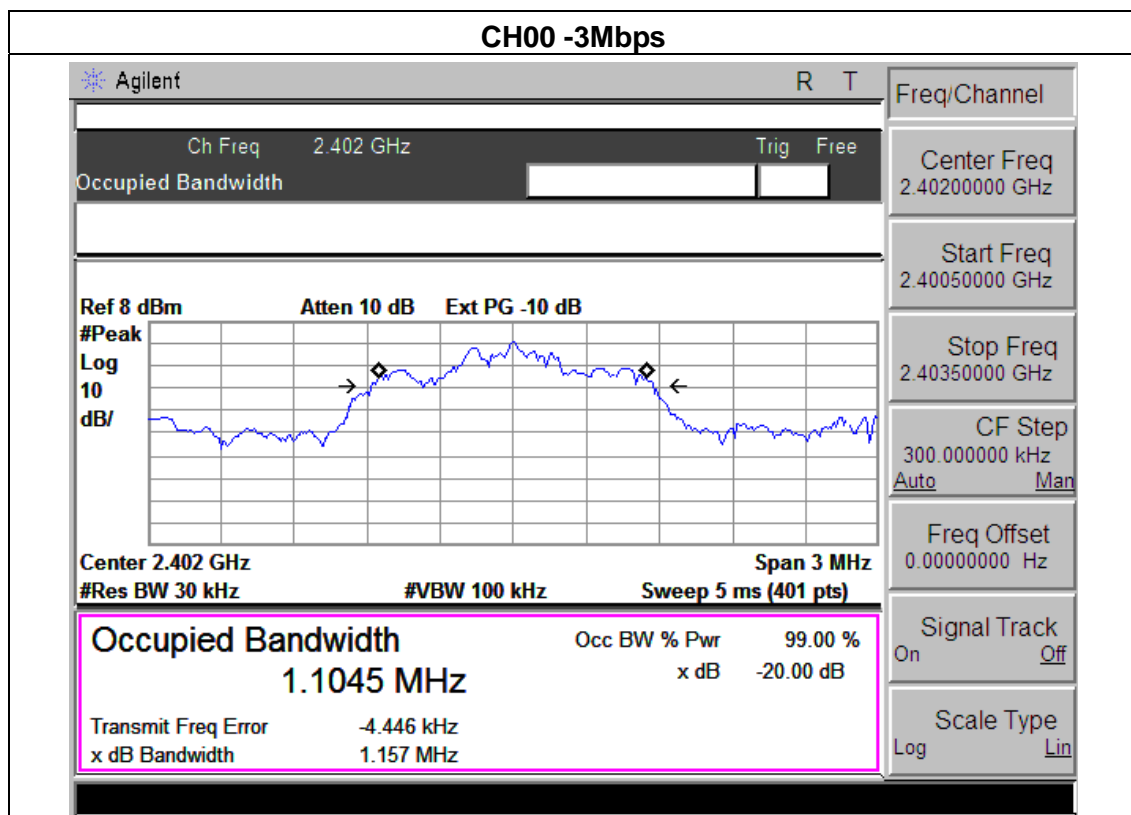 CH00 -3Mbps
Agilent R T
Freq/Channel
Ch Freq 2.402 GHz Trig Free
Occupied Bandwidth
Center Freq
2.40200000 GHz
Start Freq
2.40050000 GHz
Ref 8 dBm Atten 10 dB Ext PG -10 dB
#Peak
Log
10
dB/
Stop Freq
2.40350000 GHz
CF Step
300.000000 kHz
Auto Man
Center 2.402 GHz Span 3 MHz
#Res BW 30 kHz #VBW 100 kHz Sweep 5 ms (401 pts)
Freq Offset
0.00000000 Hz
Occupied Bandwidth
1.1045 MHz
Occ BW % Pwr 99.00 %
x dB -20.00 dB
Transmit Freq Error -4.446 kHz
x dB Bandwidth 1.157 MHz
Signal Track
On Off
Scale Type
Log Lin